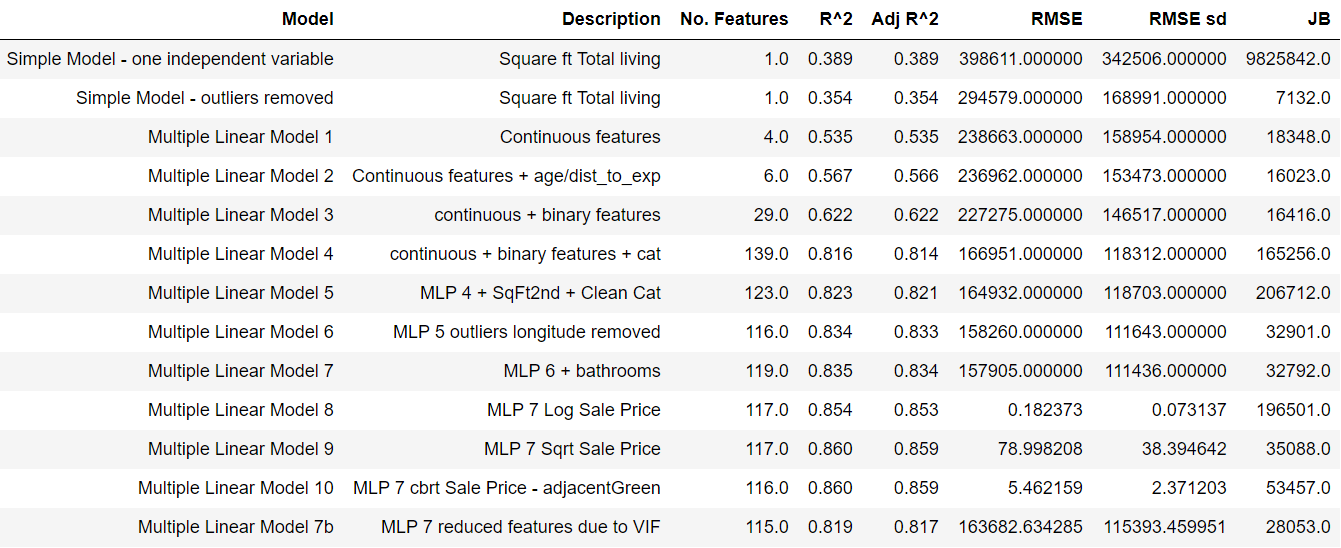 Model Description No. Features R^2 Adj R^2 RMSE RMSE sd JB
Simple Model - one independent variable Square ft Total living 1.0 0.389 0.389 398611.000000 342506.000000 9825842.0
Simple Model - outliers removed Square ft Total living 1.0 0.354 0.354 294579.000000 168991.000000 7132.0
Multiple Linear Model 1 Continuous features 4.0 0.535 0.535 238663.000000 158954.000000 18348.0
Multiple Linear Model 2 Continuous features + age/dist_to_exp 6.0 0.567 0.566 236962.000000 153473.000000 16023.0
Multiple Linear Model 3 continuous + binary features 29.0 0.622 0.622 227275.000000 146517.000000 16416.0
Multiple Linear Model 4 continuous + binary features + cat 139.0 0.816 0.814 166951.000000 118312.000000 165256.0
Multiple Linear Model 5 MLP 4 + SqFt2nd + Clean Cat 123.0 0.823 0.821 164932.000000 118703.000000 206712.0
Multiple Linear Model 6 MLP 5 outliers longitude removed 116.0 0.834 0.833 158260.000000 111643.000000 32901.0
Multiple Linear Model 7 MLP 6 + bathrooms 119.0 0.835 0.834 157905.000000 111436.000000 32792.0
Multiple Linear Model 8 MLP 7 Log Sale Price 117.0 0.854 0.853 0.182373 0.073137 196501.0
Multiple Linear Model 9 MLP 7 Sqrt Sale Price 117.0 0.860 0.859 78.998208 38.394642 35088.0
Multiple Linear Model 10 MLP 7 cbrt Sale Price - adjacentGreen 116.0 0.860 0.859 5.462159 2.371203 53457.0
Multiple Linear Model 7b MLP 7 reduced features due to VIF 115.0 0.819 0.817 163682.634285 115393.459951 28053.0